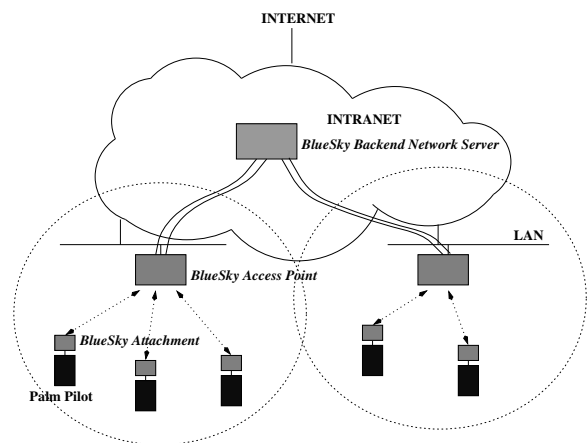 INTERNET
INTRANET
BlueSky Backend Network Server
LAN
BlueSky Access Point
BlueSky Attachment
Palm Pilot